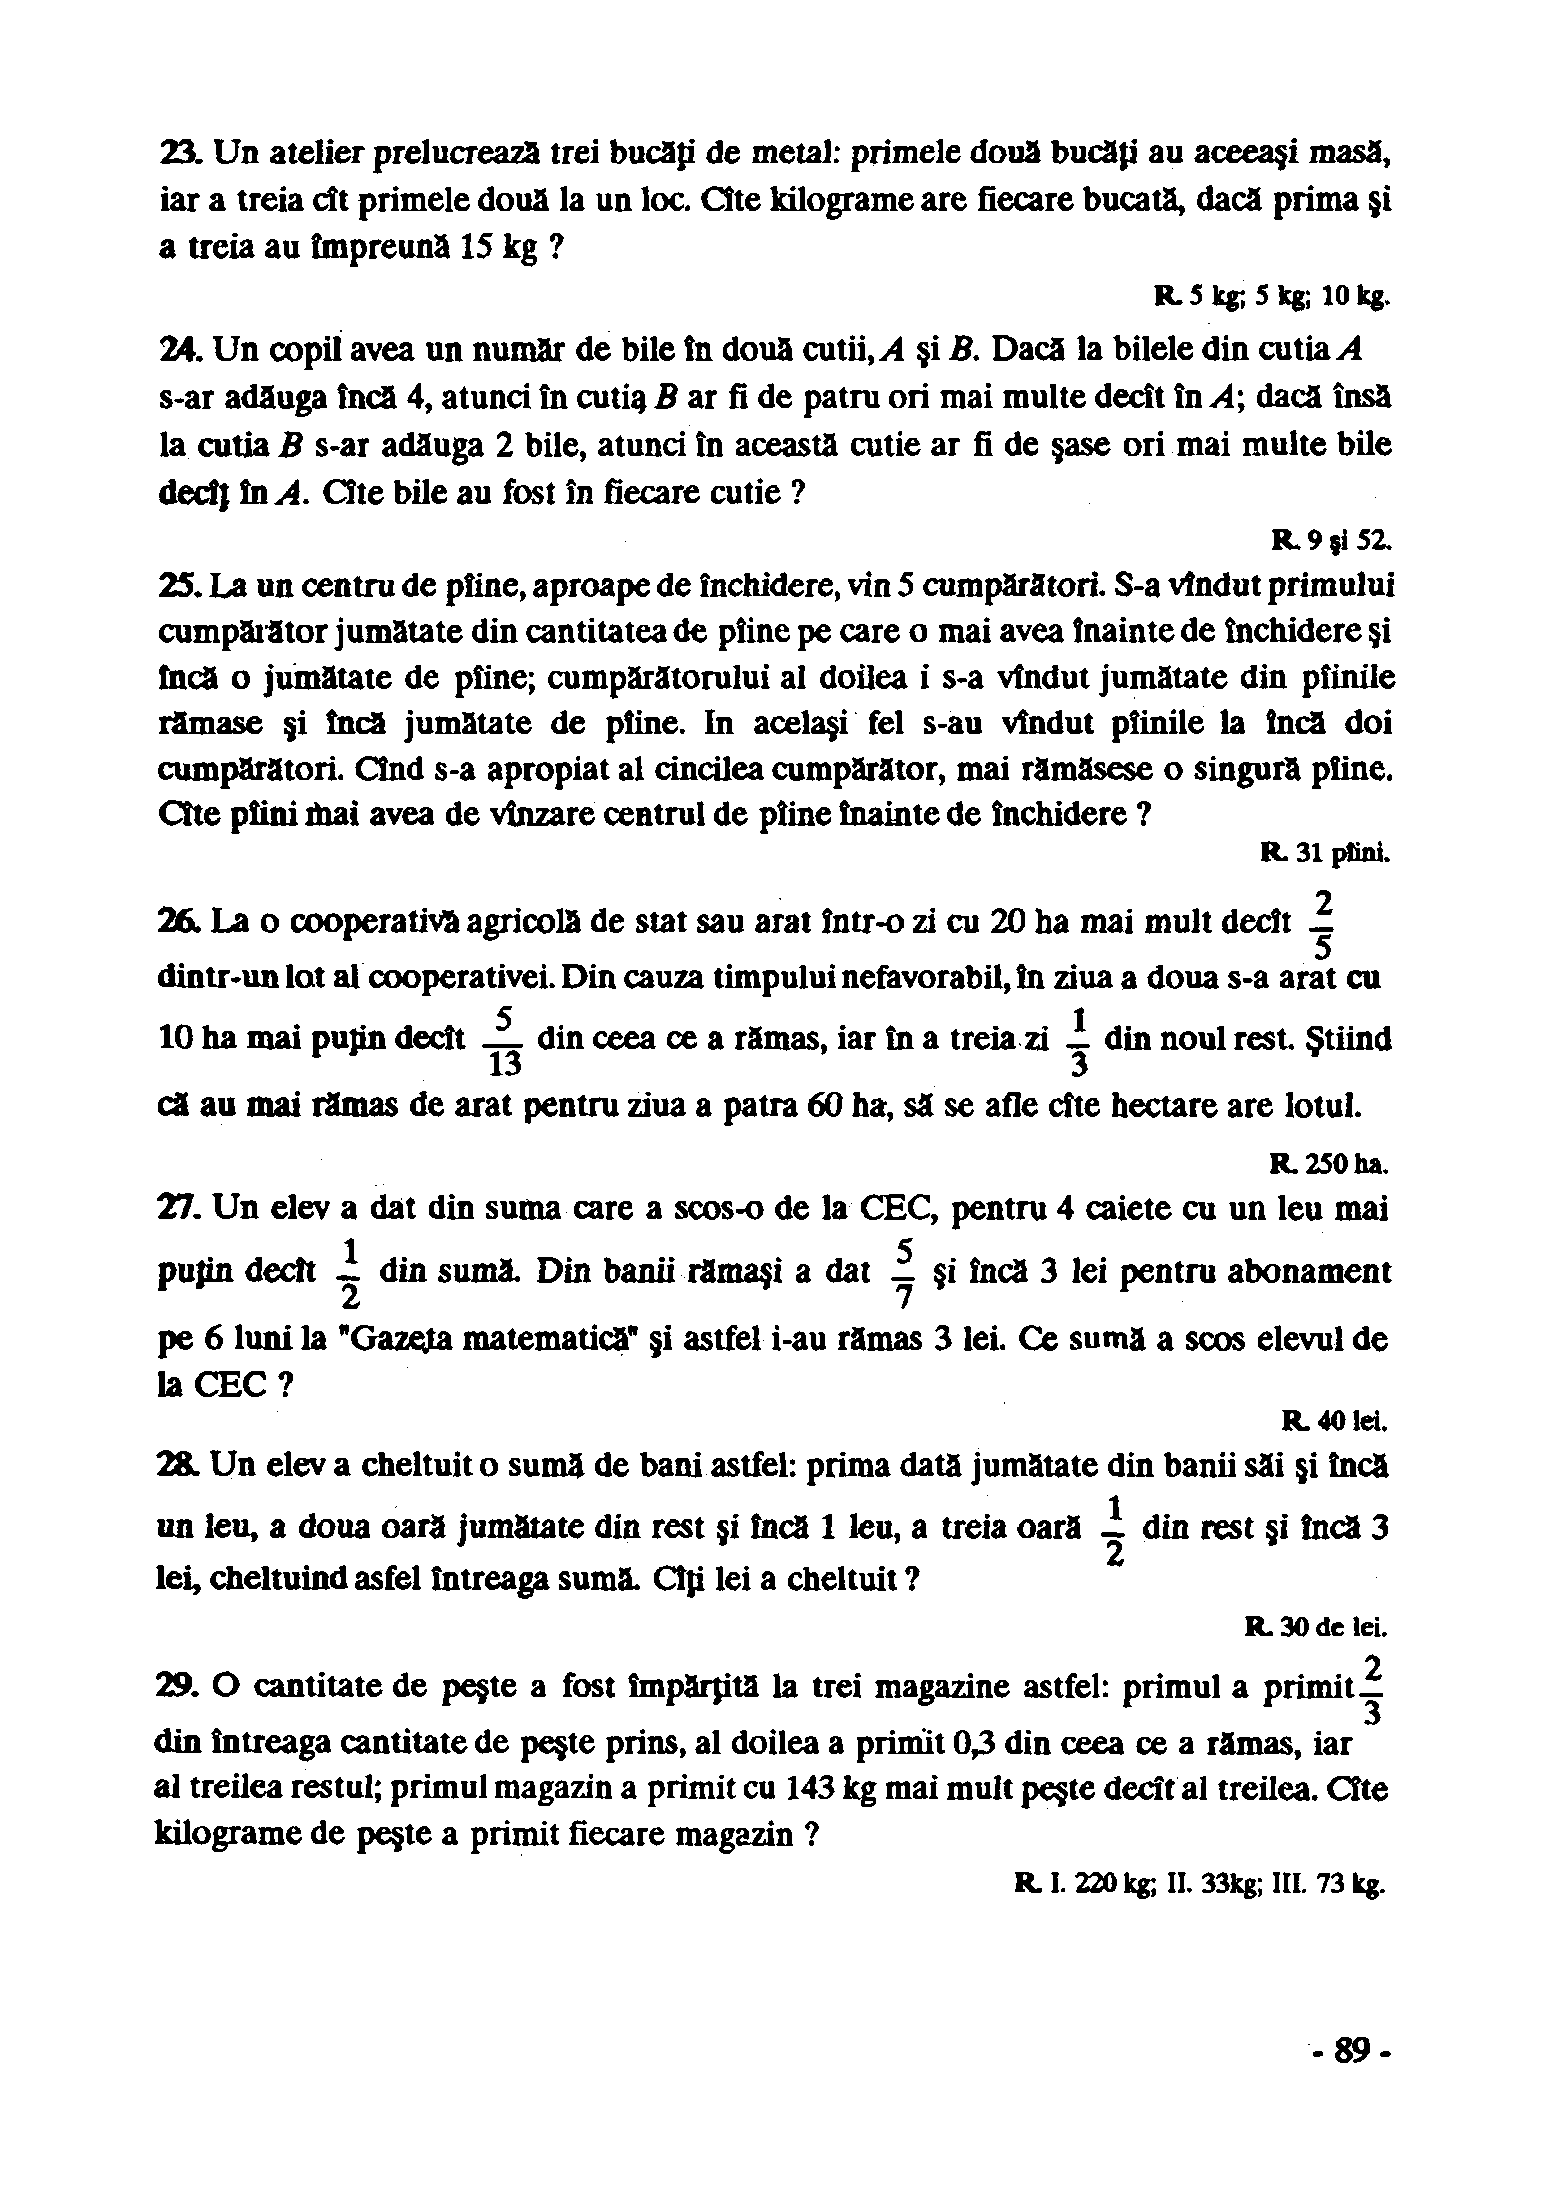 23. Un atelier prelucrează trei bucăţi de metal: primele două bucăţi au aceeaşi masă,
iar a treia cît primele două la un loc. Cîte kilograme are fiecare bucată, dacă prima şi
a treia au împreună 15 kg ?
R. 5 kg; 5 kg; 10 kg.
24. Un copil avea un număr de bile în două cutii, A şi B. Dacă la bilele din cutia A
s-ar adăuga încă 4, atunci în cutia B ar fi de patru ori mai multe decît în A; dacă însă
la cutia B s-ar adăuga 2 bile, atunci în această cutie ar fi de şase ori mai multe bile
decît în A. Cîte bile au fost în fiecare cutie ?
R. 9 şi 52.
25. La un centru de pîine, aproape de închidere, vin 5 cumpărători. S-a vîndut primului
cumpărător jumătate din cantitatea de pîine pe care o mai avea înainte de închidere şi
încă o jumătate de pîine; cumpărătorului al doilea i s-a vîndut jumătate din pîinile
rămase şi încă jumătate de pîine. In acelaşi fel s-au vîndut pîinile la încă doi
cumpărători. Cînd s-a apropiat al cincilea cumpărător, mai rămăsese o singură pîine.
Cîte pîini mai avea de vînzare centrul de pîine înainte de închidere ?
R. 31 pîini.
26. La o cooperativă agricolă de stat sau arat într-o zi cu 20 ha mai mult decît 2/5
dintr-un lot al cooperativei. Din cauza timpului nefavorabil, în ziua a doua s-a arat cu
10 ha mai puţin decît 5/13 din ceea ce a rămas, iar în a treia zi 1/3 din noul rest. Ştiind
că au mai rămas de arat pentru ziua a patra 60 ha, să se afle cîte hectare are lotul.
R. 250 ha.
27. Un elev a dat din suma care a scos-o de la CEC, pentru 4 caiete cu un leu mai
puţin decît 1/2 din sumă. Din banii rămaşi a dat 5/7 şi încă 3 lei pentru abonament
pe 6 luni la "Gazeta matematică" şi astfel i-au rămas 3 lei. Ce sumă a scos elevul de
la CEC ?
R. 40 lei.
28. Un elev a cheltuit o sumă de bani astfel: prima dată jumătate din banii săi şi încă
un leu, a doua oară jumătate din rest şi încă 1 leu, a treia oară 1/2 din rest şi încă 3
lei, cheltuind asfel întreaga sumă. Cîţi lei a cheltuit ?
R. 30 de lei.
29. O cantitate de peşte a fost împărţită la trei magazine astfel: primul a primit 2/3
din întreaga cantitate de peşte prins, al doilea a primit 0,3 din ceea ce a rămas, iar
al treilea restul; primul magazin a primit cu 143 kg mai mult peşte decît al treilea. Cîte
kilograme de peşte a primit fiecare magazin ?
R. I. 220 kg; II. 33kg; III. 73 kg.
- 89 -